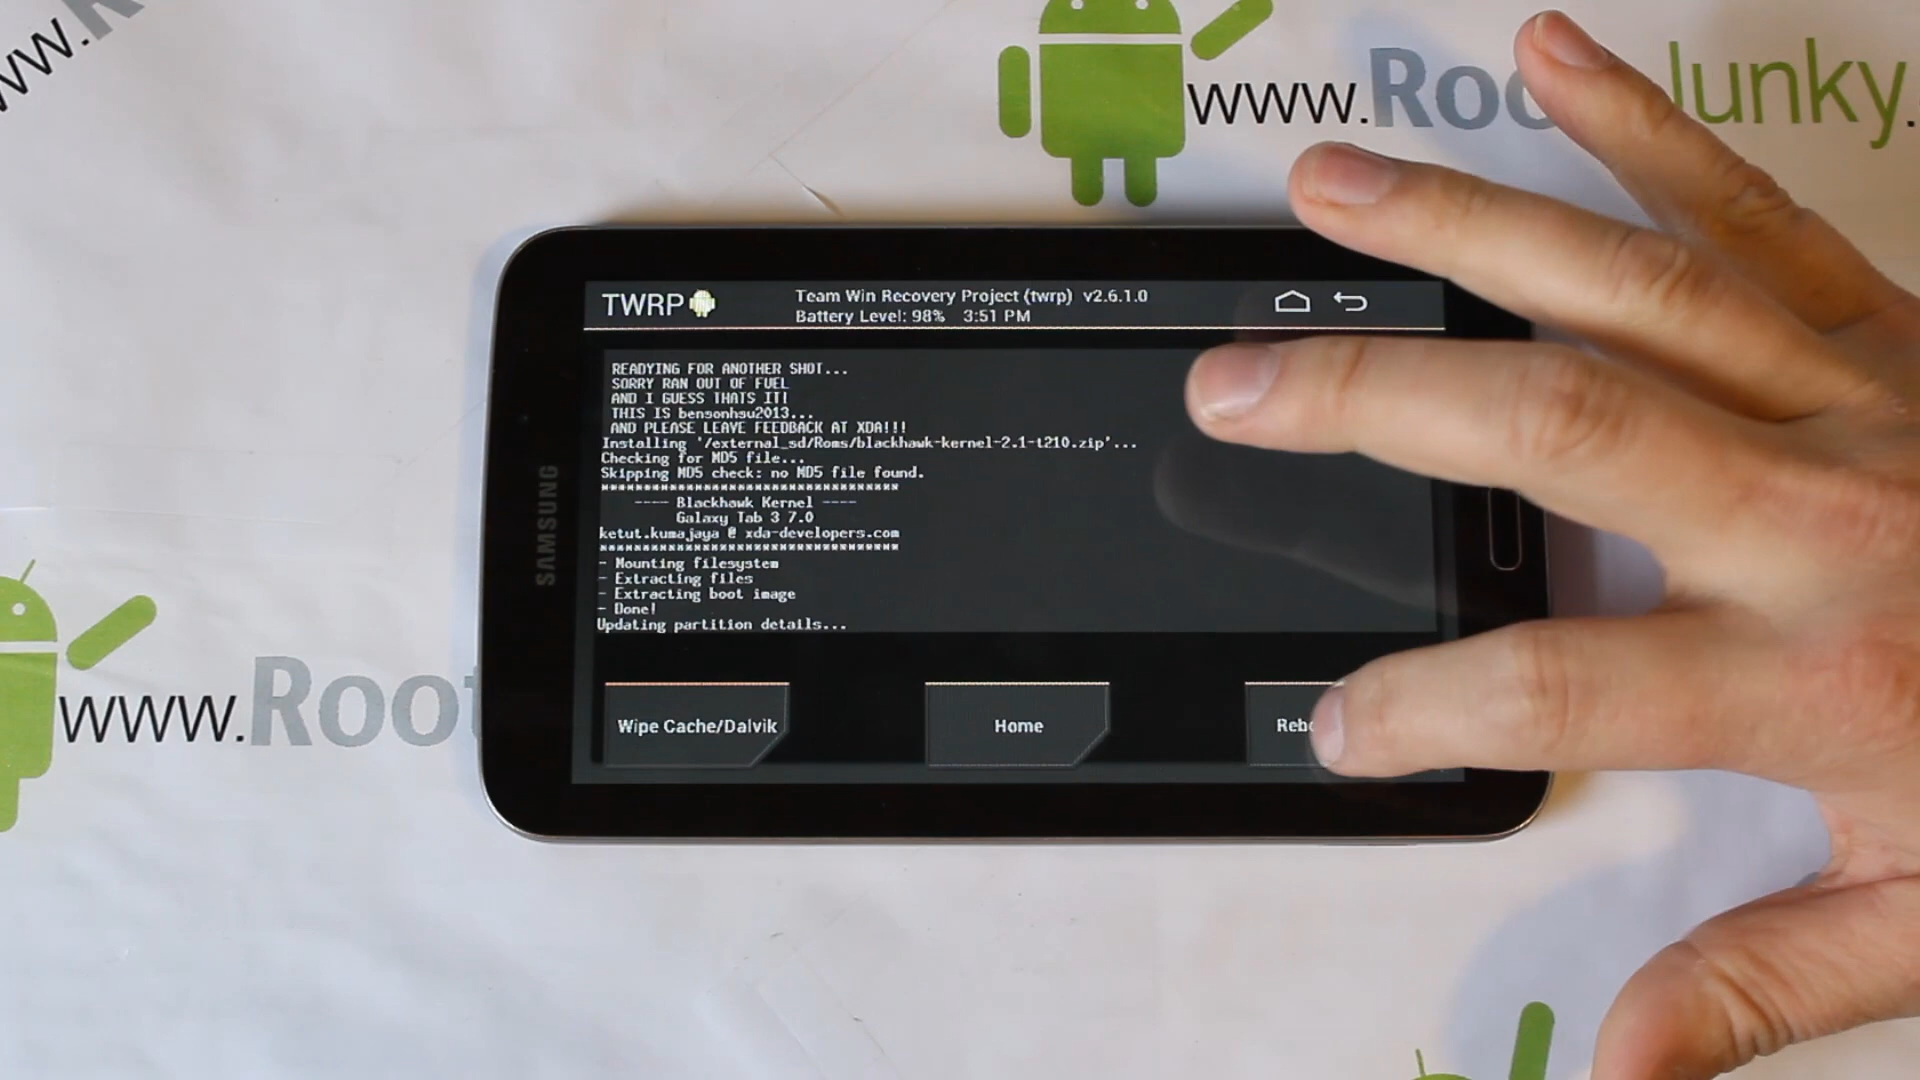 www.
www.Roo Junky.
TWRP
Team Win Recovery Project (twrp) v2.6.1.0
Battery Level: 98% 3:51 PM
READYING FOR ANOTHER SHOT...
SORRY RAN OUT OF FUEL
AND I GUESS THATS IT!
THIS IS bensonhsu2013...
AND PLEASE LEAVE FEEDBACK AT XDA!!!
Installing '/external_sd/Roms/blackhawk-kernel-2.1-t210.zip'...
Checking for MD5 file...
Skipping MD5 check: no MD5 file found.
**********************************
---- Blackhawk Kernel ----
Galaxy Tab 3 7.0
ketut.kumajaya @ xda-developers.com
**********************************
- Mounting filesystem
- Extracting files
- Extracting boot image
- Done!
Updating partition details...
SAMSUNG
www.Root
Wipe Cache/Dalvik
Home